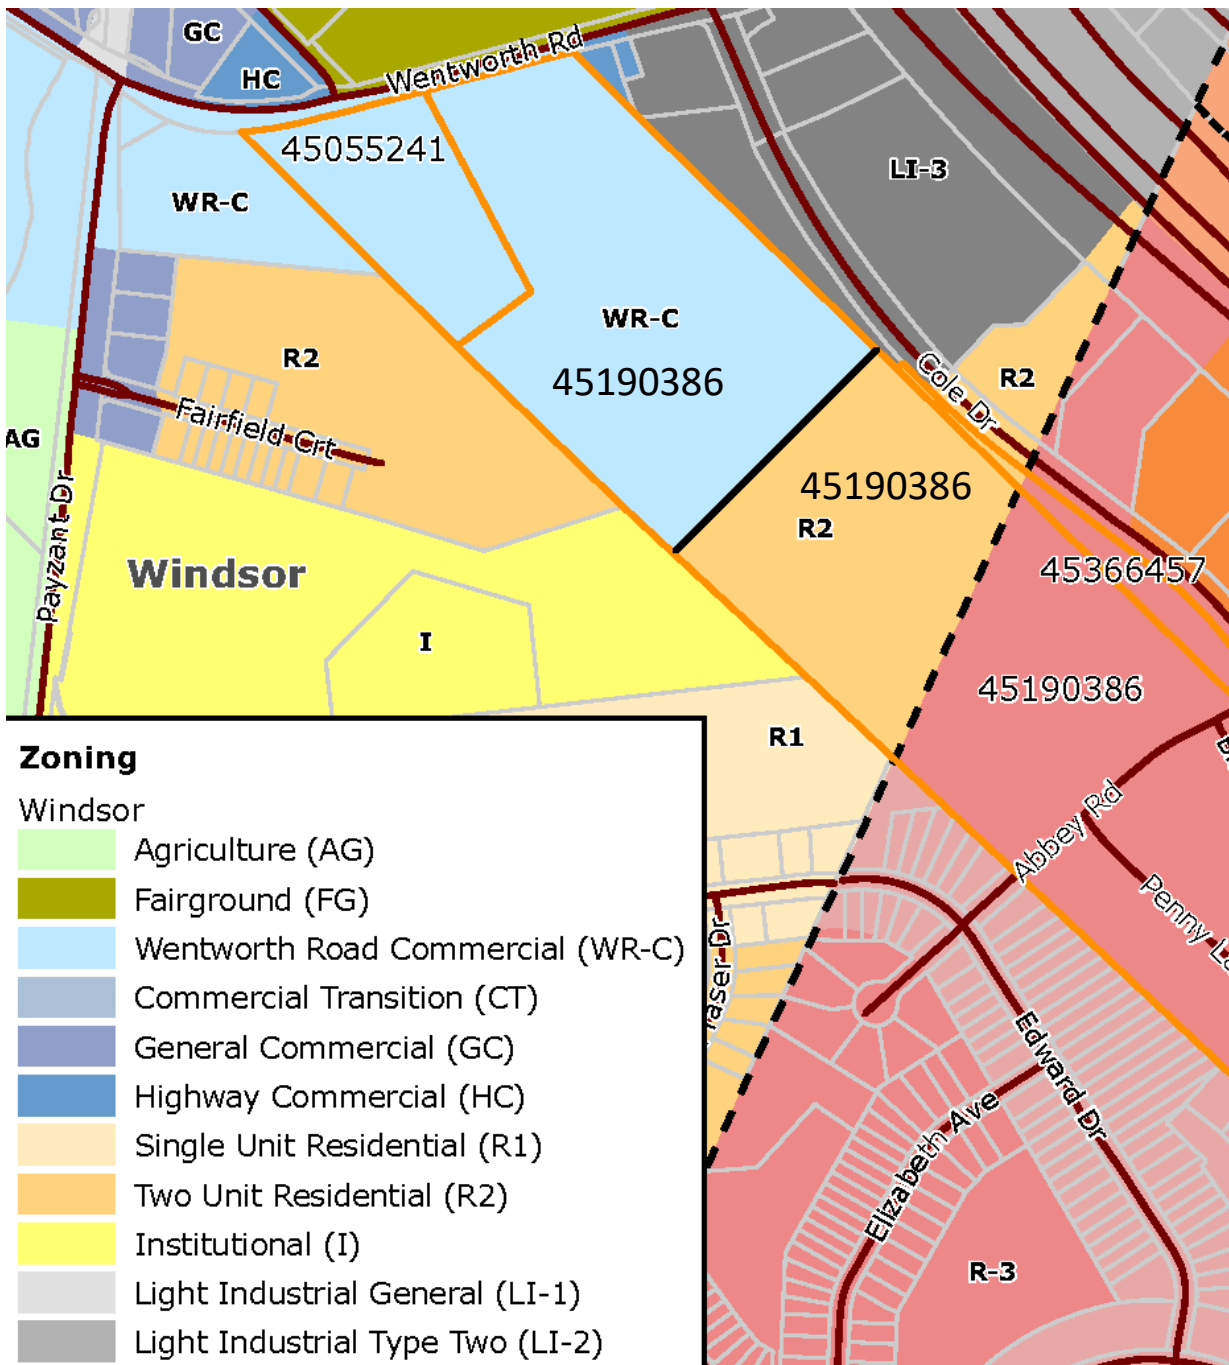 GC
HC
Wentworth Rd
45055241
LI-3
WR-C
WR-C
R2
45190386
Cole Dr
R2
Fairfield Crt
AG
45190386
R2
Payzant Dr
Windsor
45366457
I
45190386
R1
Abbey Rd
Penny La
raser Dr
Edward Dr
Elizabeth Ave
R-3
Zoning
Windsor
Agriculture (AG)
Fairground (FG)
Wentworth Road Commercial (WR-C)
Commercial Transition (CT)
General Commercial (GC)
Highway Commercial (HC)
Single Unit Residential (R1)
Two Unit Residential (R2)
Institutional (I)
Light Industrial General (LI-1)
Light Industrial Type Two (LI-2)